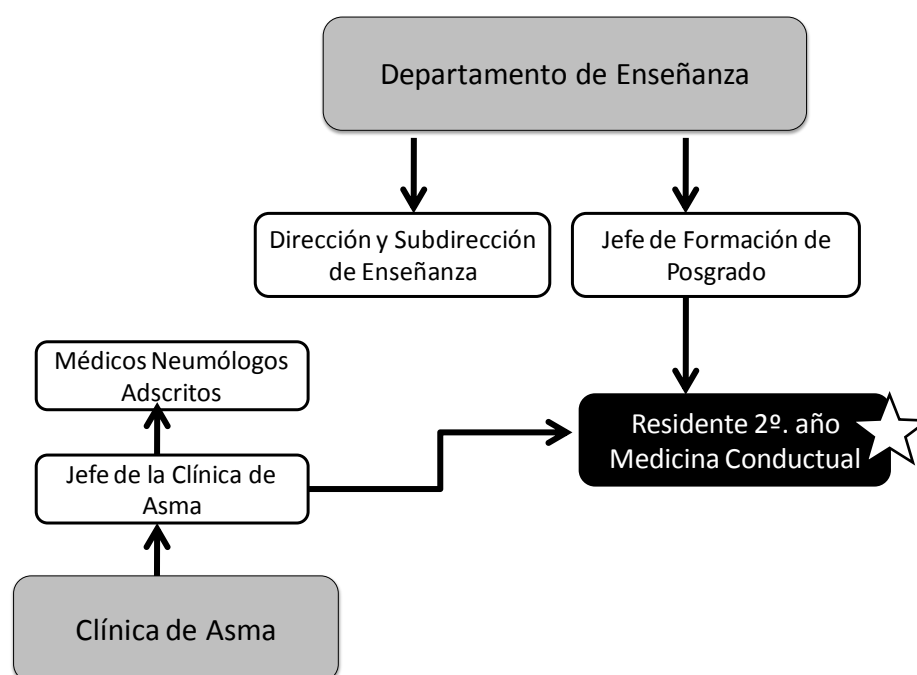 Departamento de Enseñanza
Dirección y Subdirección
de Enseñanza
Jefe de Formación de
Posgrado
Médicos Neumólogos
Adscritos
Residente 2º. año
Medicina Conductual
Jefe de la Clínica de
Asma
Clínica de Asma